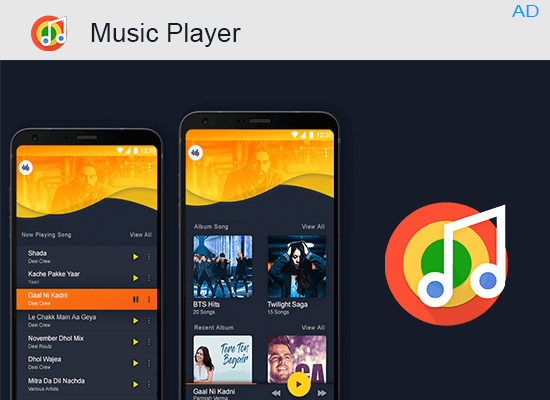 AD
Music Player
12:30
Now Playing Song View All
Shada
Desi Crew
Kache Pakke Yaar
Yaari
Gaal Ni Kadni
Desi Crew
Le Chakk Main Aa Geya
Desi Crew
November Dhol Mix
Desi Routz
Dhol Wajea
Desi Crew
Mitra Da Dil Nachda
Various Artists
12:30
Album Song View All
BTS Hits
20 Songs
Twilight Saga
15 Songs
Recent Album View All
Tere Ton
Begair
GA
Gaal Ni Kadni
Parmish Verma